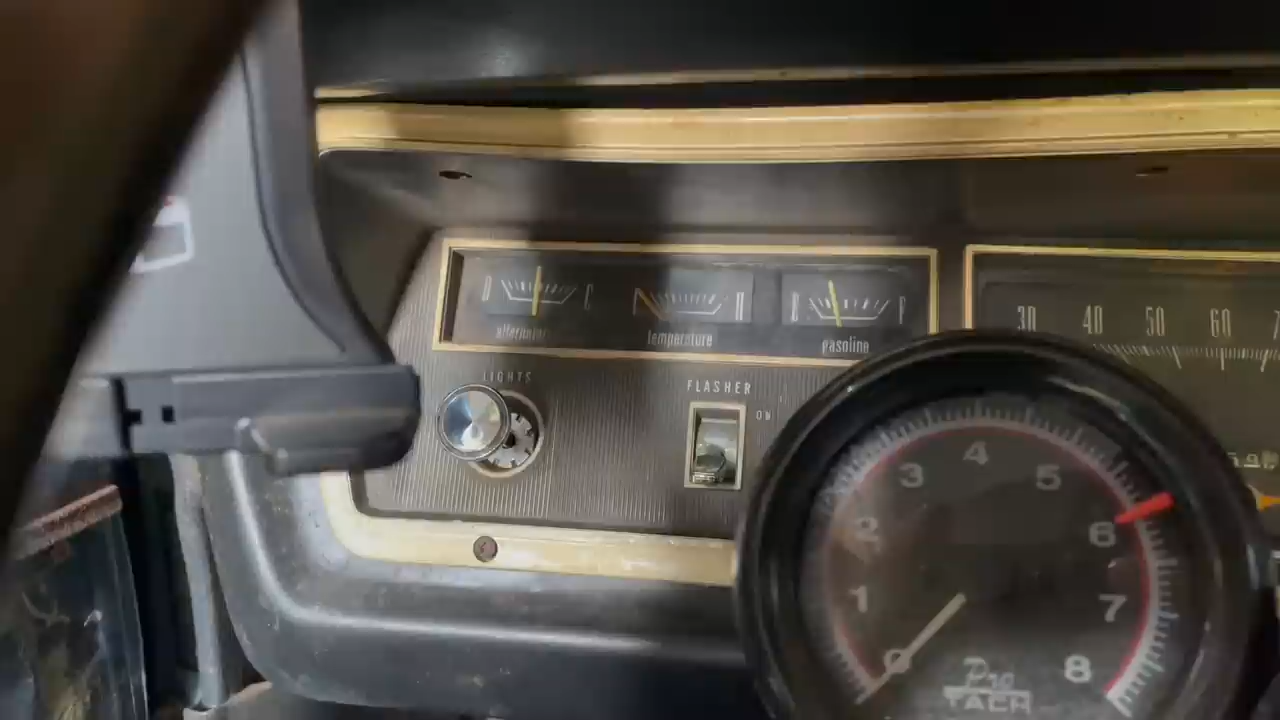 alternator
temperature
gasoline
30 40 50 60
LIGHTS
FLASHER
ON
0 1 2 3 4 5 6 7 8
Pro
TACH